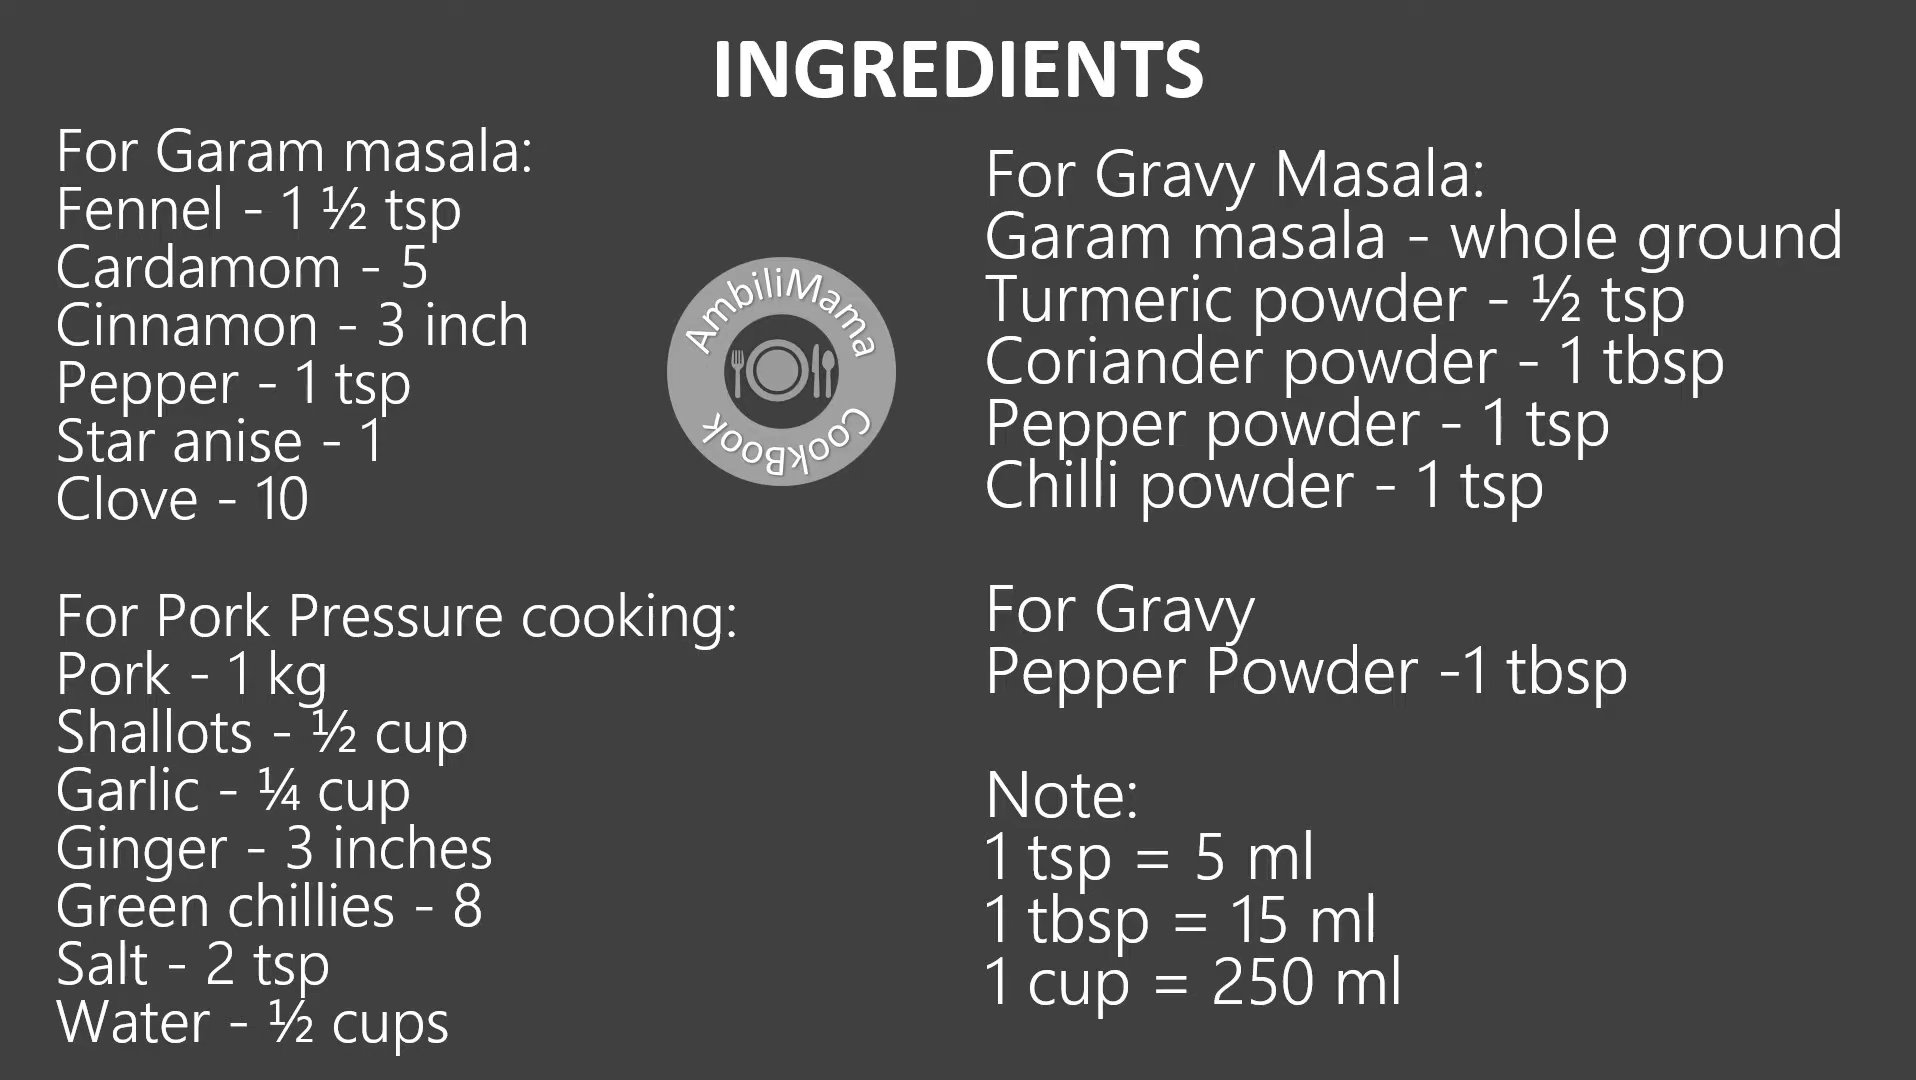 INGREDIENTS
For Garam masala:
Fennel - 1 ½ tsp
Cardamom - 5
Cinnamon - 3 inch
Pepper - 1 tsp
Star anise - 1
Clove - 10
For Pork Pressure cooking:
Pork - 1 kg
Shallots - ½ cup
Garlic - ¼ cup
Ginger - 3 inches
Green chillies - 8
Salt - 2 tsp
Water - ½ cups
AmbiliMama
CookBook
For Gravy Masala:
Garam masala - whole ground
Turmeric powder - ½ tsp
Coriander powder - 1 tbsp
Pepper powder - 1 tsp
Chilli powder - 1 tsp
For Gravy
Pepper Powder -1 tbsp
Note:
1 tsp = 5 ml
1 tbsp = 15 ml
1 cup = 250 ml